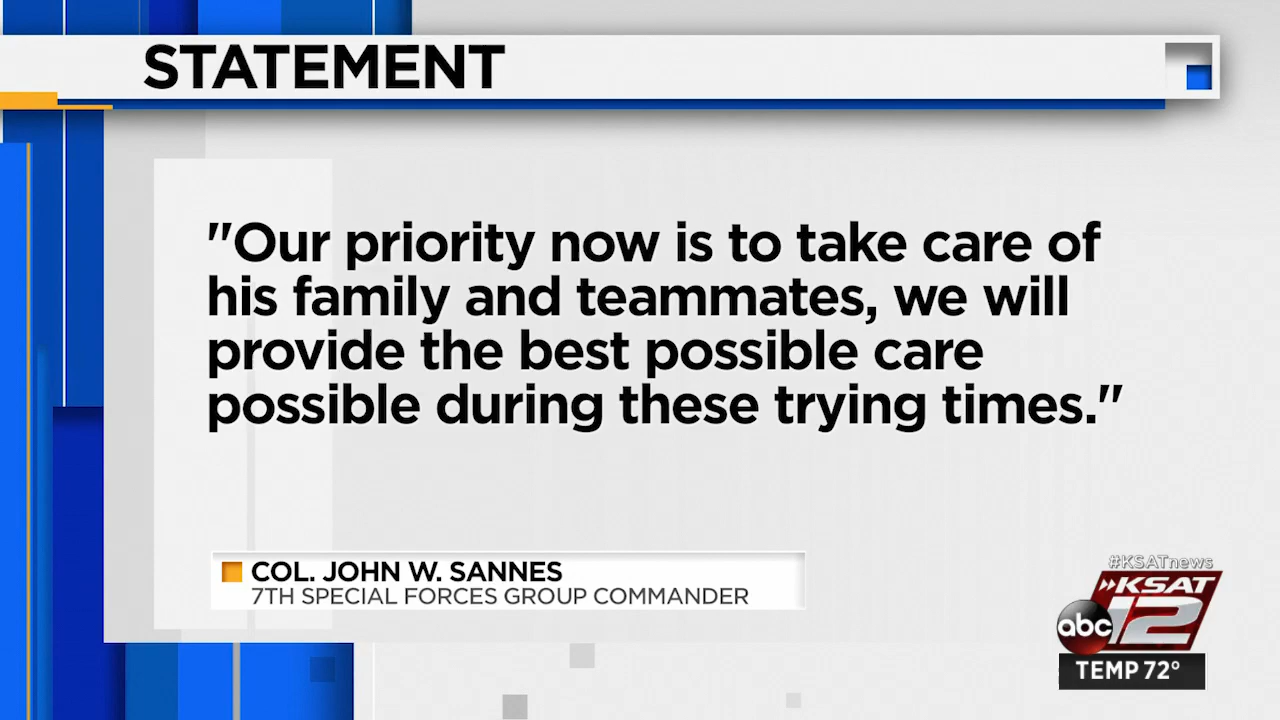 STATEMENT
"Our priority now is to take care of
his family and teammates, we will
provide the best possible care
possible during these trying times."
COL. JOHN W. SANNES
7TH SPECIAL FORCES GROUP COMMANDER
#KSATnews
KSAT
abc 12
TEMP 72°